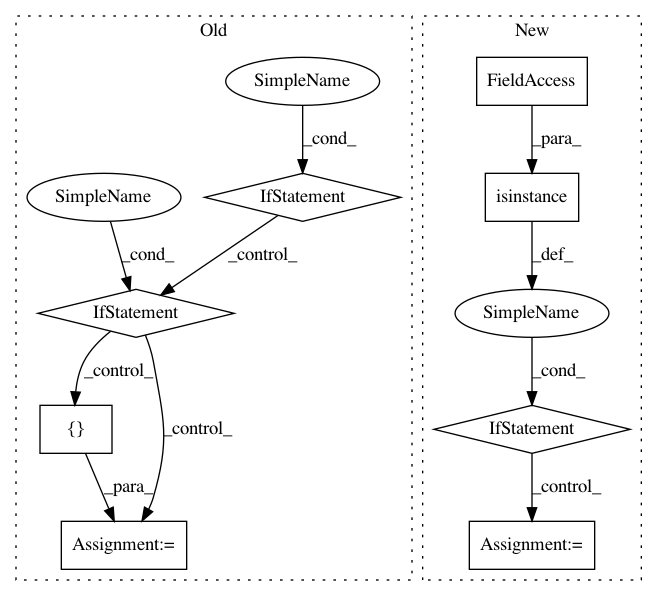 Old
New
SimpleName
FieldAccess
_cond_
_para_
SimpleName
IfStatement
isinstance
_cond_
_control_
_def_
IfStatement
SimpleName
_control_
_control_
_cond_
{}
IfStatement
_para_
_control_
Assignment:=
Assignment:=